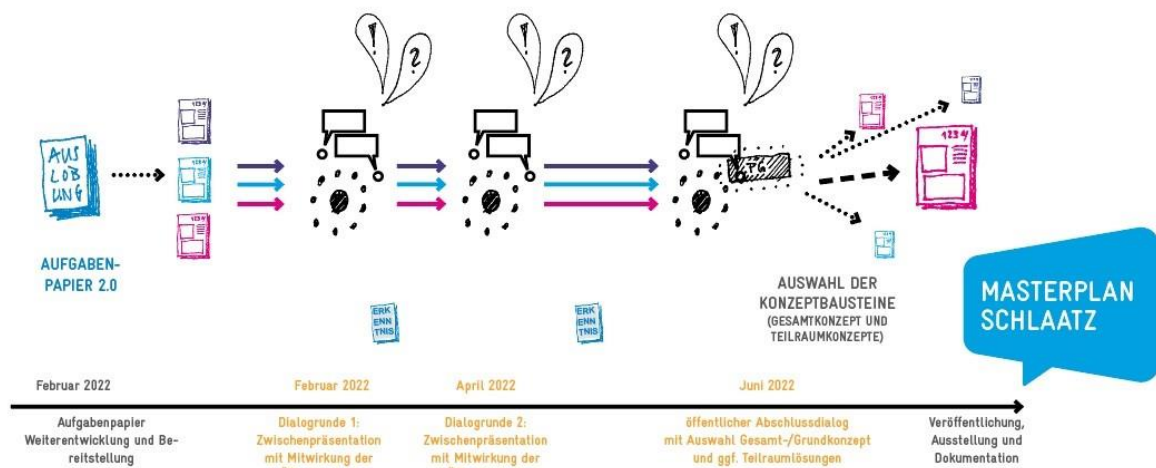 AUS
LOB
UNG
1234
1234
1234
!
?
!
?
!
?
PG
1234
AUFGABEN-
PAPIER 2.0
ERK
ENN
TNIS
ERK
ENN
TNIS
AUSWAHL DER
KONZEPTBAUSTEINE
(GESAMTKONZEPT UND
TEILRAUMKONZEPTE)
MASTERPLAN
SCHLAATZ
Februar 2022
Februar 2022
April 2022
Juni 2022
Aufgabenpapier
Weiterentwicklung und Be-
reitstellung
Dialogrunde 1:
Zwischenpräsentation
mit Mitwirkung der
Dialogrunde 2:
Zwischenpräsentation
mit Mitwirkung der
öffentlicher Abschlussdialog
mit Auswahl Gesamt-/Grundkonzept
und ggf. Teilraumlösungen
Veröffentlichung,
Ausstellung und
Dokumentation